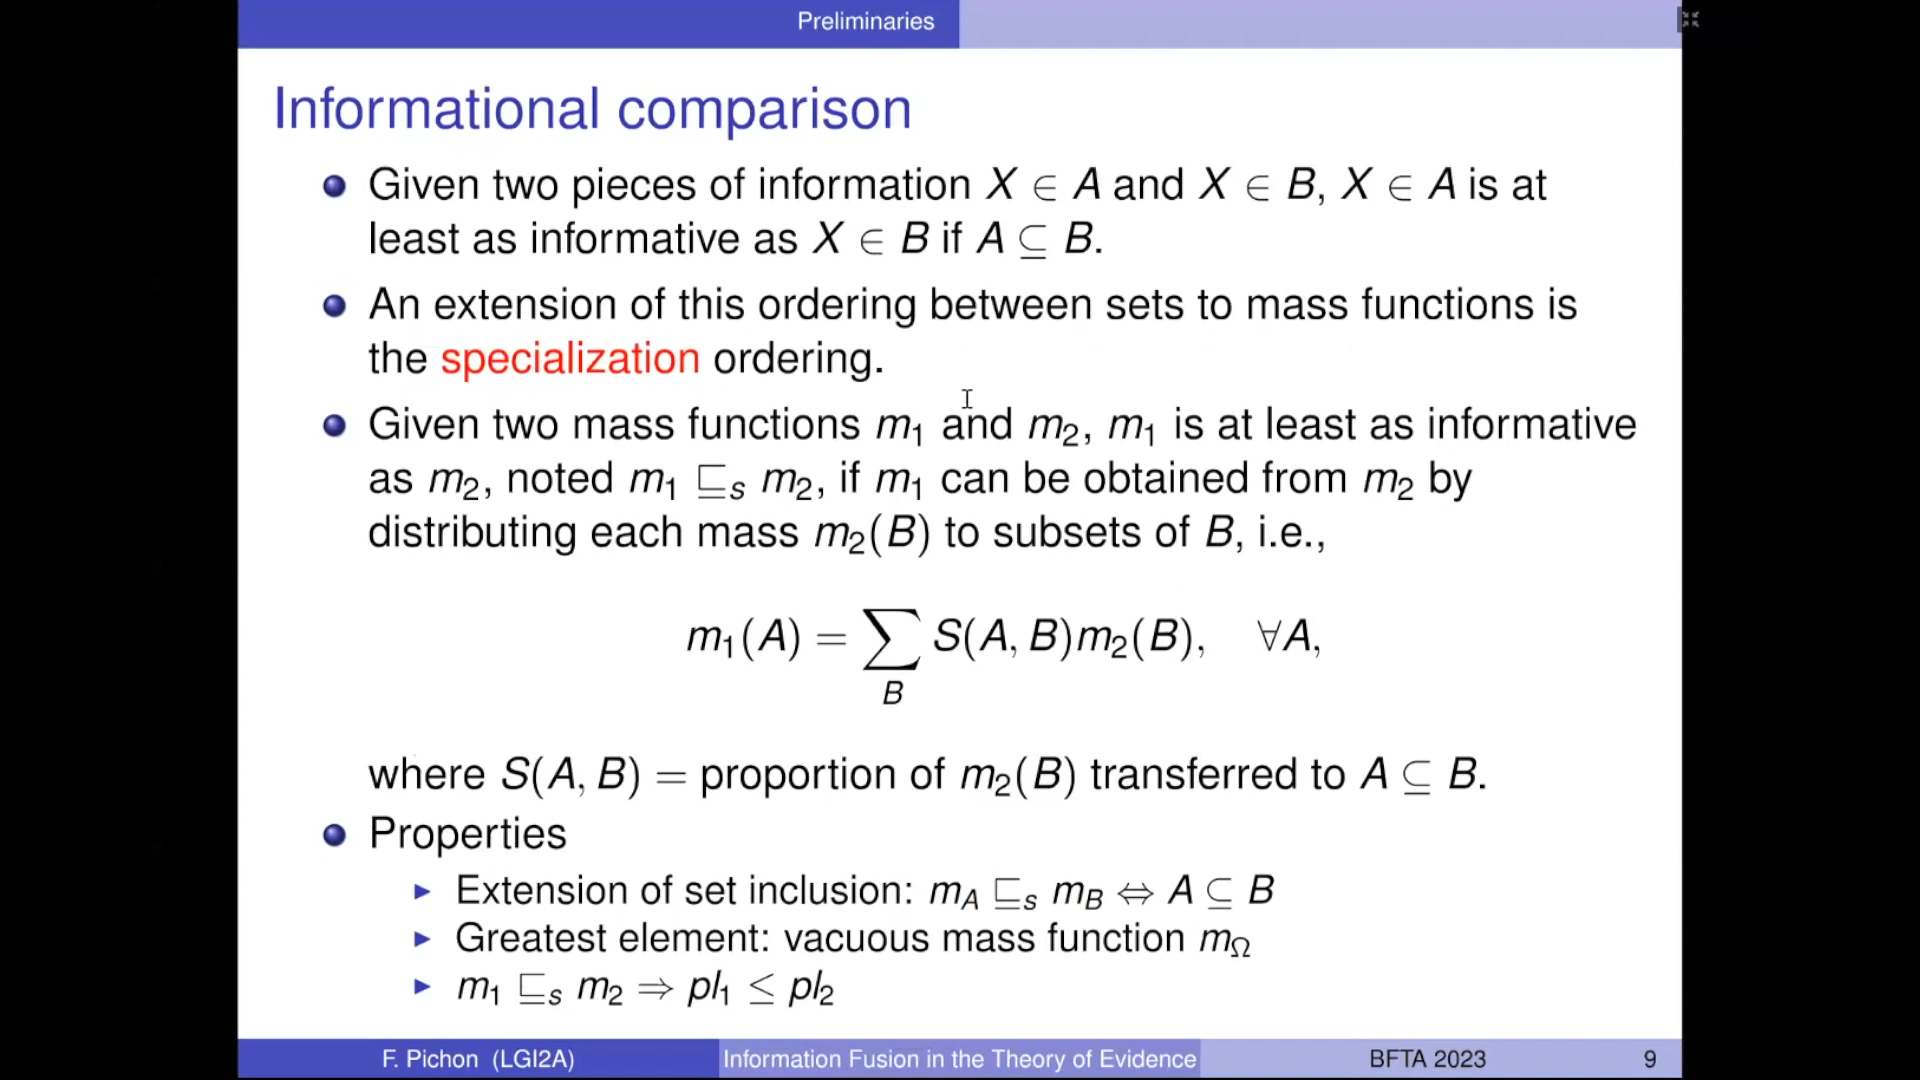 Preliminaries
Informational comparison
Given two pieces of information X ∈ A and X ∈ B, X ∈ A is at
least as informative as X ∈ B if A ⊆ B.
An extension of this ordering between sets to mass functions is
the specialization ordering.
Given two mass functions m₁ and m₂, m₁ is at least as informative
as m₂, noted m₁ ⊑ₛ m₂, if m₁ can be obtained from m₂ by
distributing each mass m₂(B) to subsets of B, i.e.,
m₁(A) = ∑ S(A, B)m₂(B), ∀A,
B
where S(A, B) = proportion of m₂(B) transferred to A ⊆ B.
Properties
Extension of set inclusion: m_A ⊑ₛ m_B ⇔ A ⊆ B
Greatest element: vacuous mass function m_Ω
m₁ ⊑ₛ m₂ ⇒ pl₁ ≤ pl₂
F. Pichon (LGI2A) Information Fusion in the Theory of Evidence BFTA 2023 9